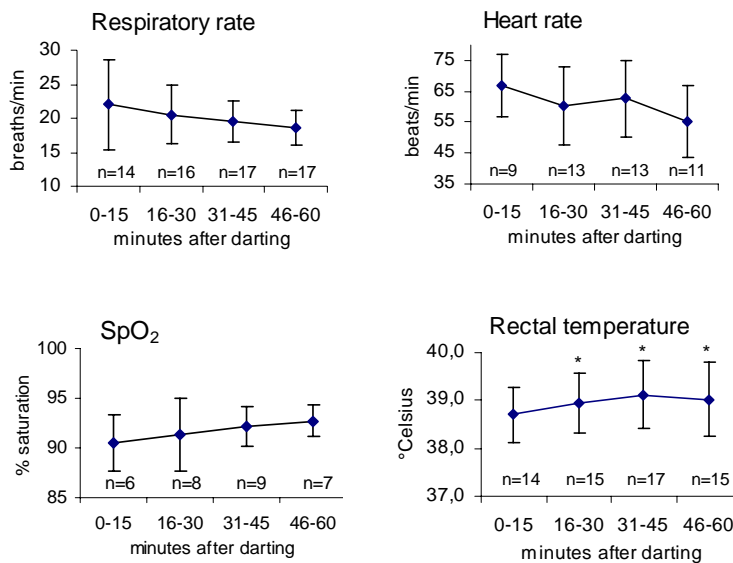 Respiratory rate
30
25
20
15
10
breaths/min
n=14 n=16 n=17 n=17
0-15 16-30 31-45 46-60
minutes after darting
Heart rate
75
65
55
45
35
beats/min
n=9 n=13 n=13 n=11
0-15 16-30 31-45 46-60
minutes after darting
SpO₂
100
95
90
85
% saturation
n=6 n=8 n=9 n=7
0-15 16-30 31-45 46-60
minutes after darting
Rectal temperature
40,0
39,0
38,0
37,0
°Celsius
* * *
n=14 n=15 n=17 n=15
0-15 16-30 31-45 46-60
minutes after darting